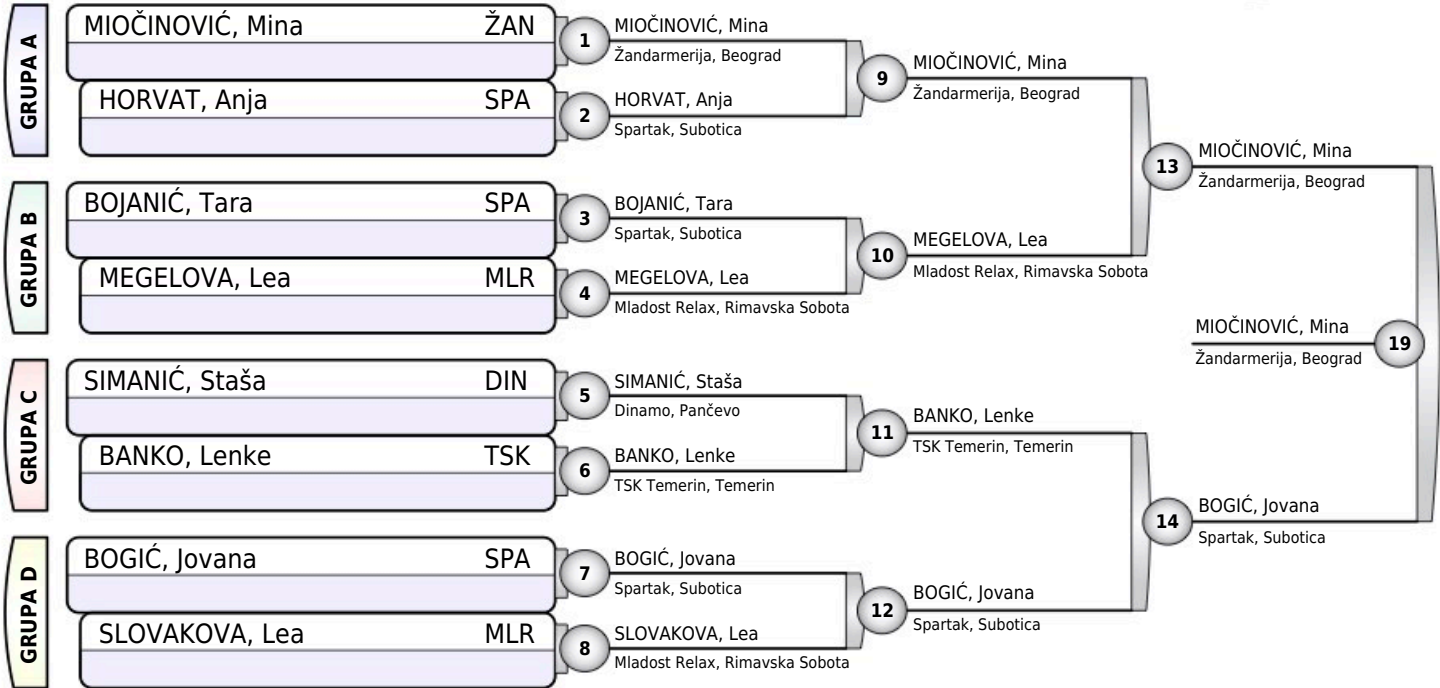 GRUPA A
MIOČINOVIĆ, Mina ŽAN
HORVAT, Anja SPA
GRUPA B
BOJANIĆ, Tara SPA
MEGELOVA, Lea MLR
GRUPA C
SIMANIĆ, Staša DIN
BANKO, Lenke TSK
GRUPA D
BOGIĆ, Jovana SPA
SLOVAKOVA, Lea MLR
1
MIOČINOVIĆ, Mina
Žandarmerija, Beograd
2
HORVAT, Anja
Spartak, Subotica
3
BOJANIĆ, Tara
Spartak, Subotica
4
MEGELOVA, Lea
Mladost Relax, Rimavska Sobota
5
SIMANIĆ, Staša
Dinamo, Pančevo
6
BANKO, Lenke
TSK Temerin, Temerin
7
BOGIĆ, Jovana
Spartak, Subotica
8
SLOVAKOVA, Lea
Mladost Relax, Rimavska Sobota
9
MIOČINOVIĆ, Mina
Žandarmerija, Beograd
10
MEGELOVA, Lea
Mladost Relax, Rimavska Sobota
11
BANKO, Lenke
TSK Temerin, Temerin
12
BOGIĆ, Jovana
Spartak, Subotica
13
MIOČINOVIĆ, Mina
Žandarmerija, Beograd
14
BOGIĆ, Jovana
Spartak, Subotica
MIOČINOVIĆ, Mina
Žandarmerija, Beograd
19